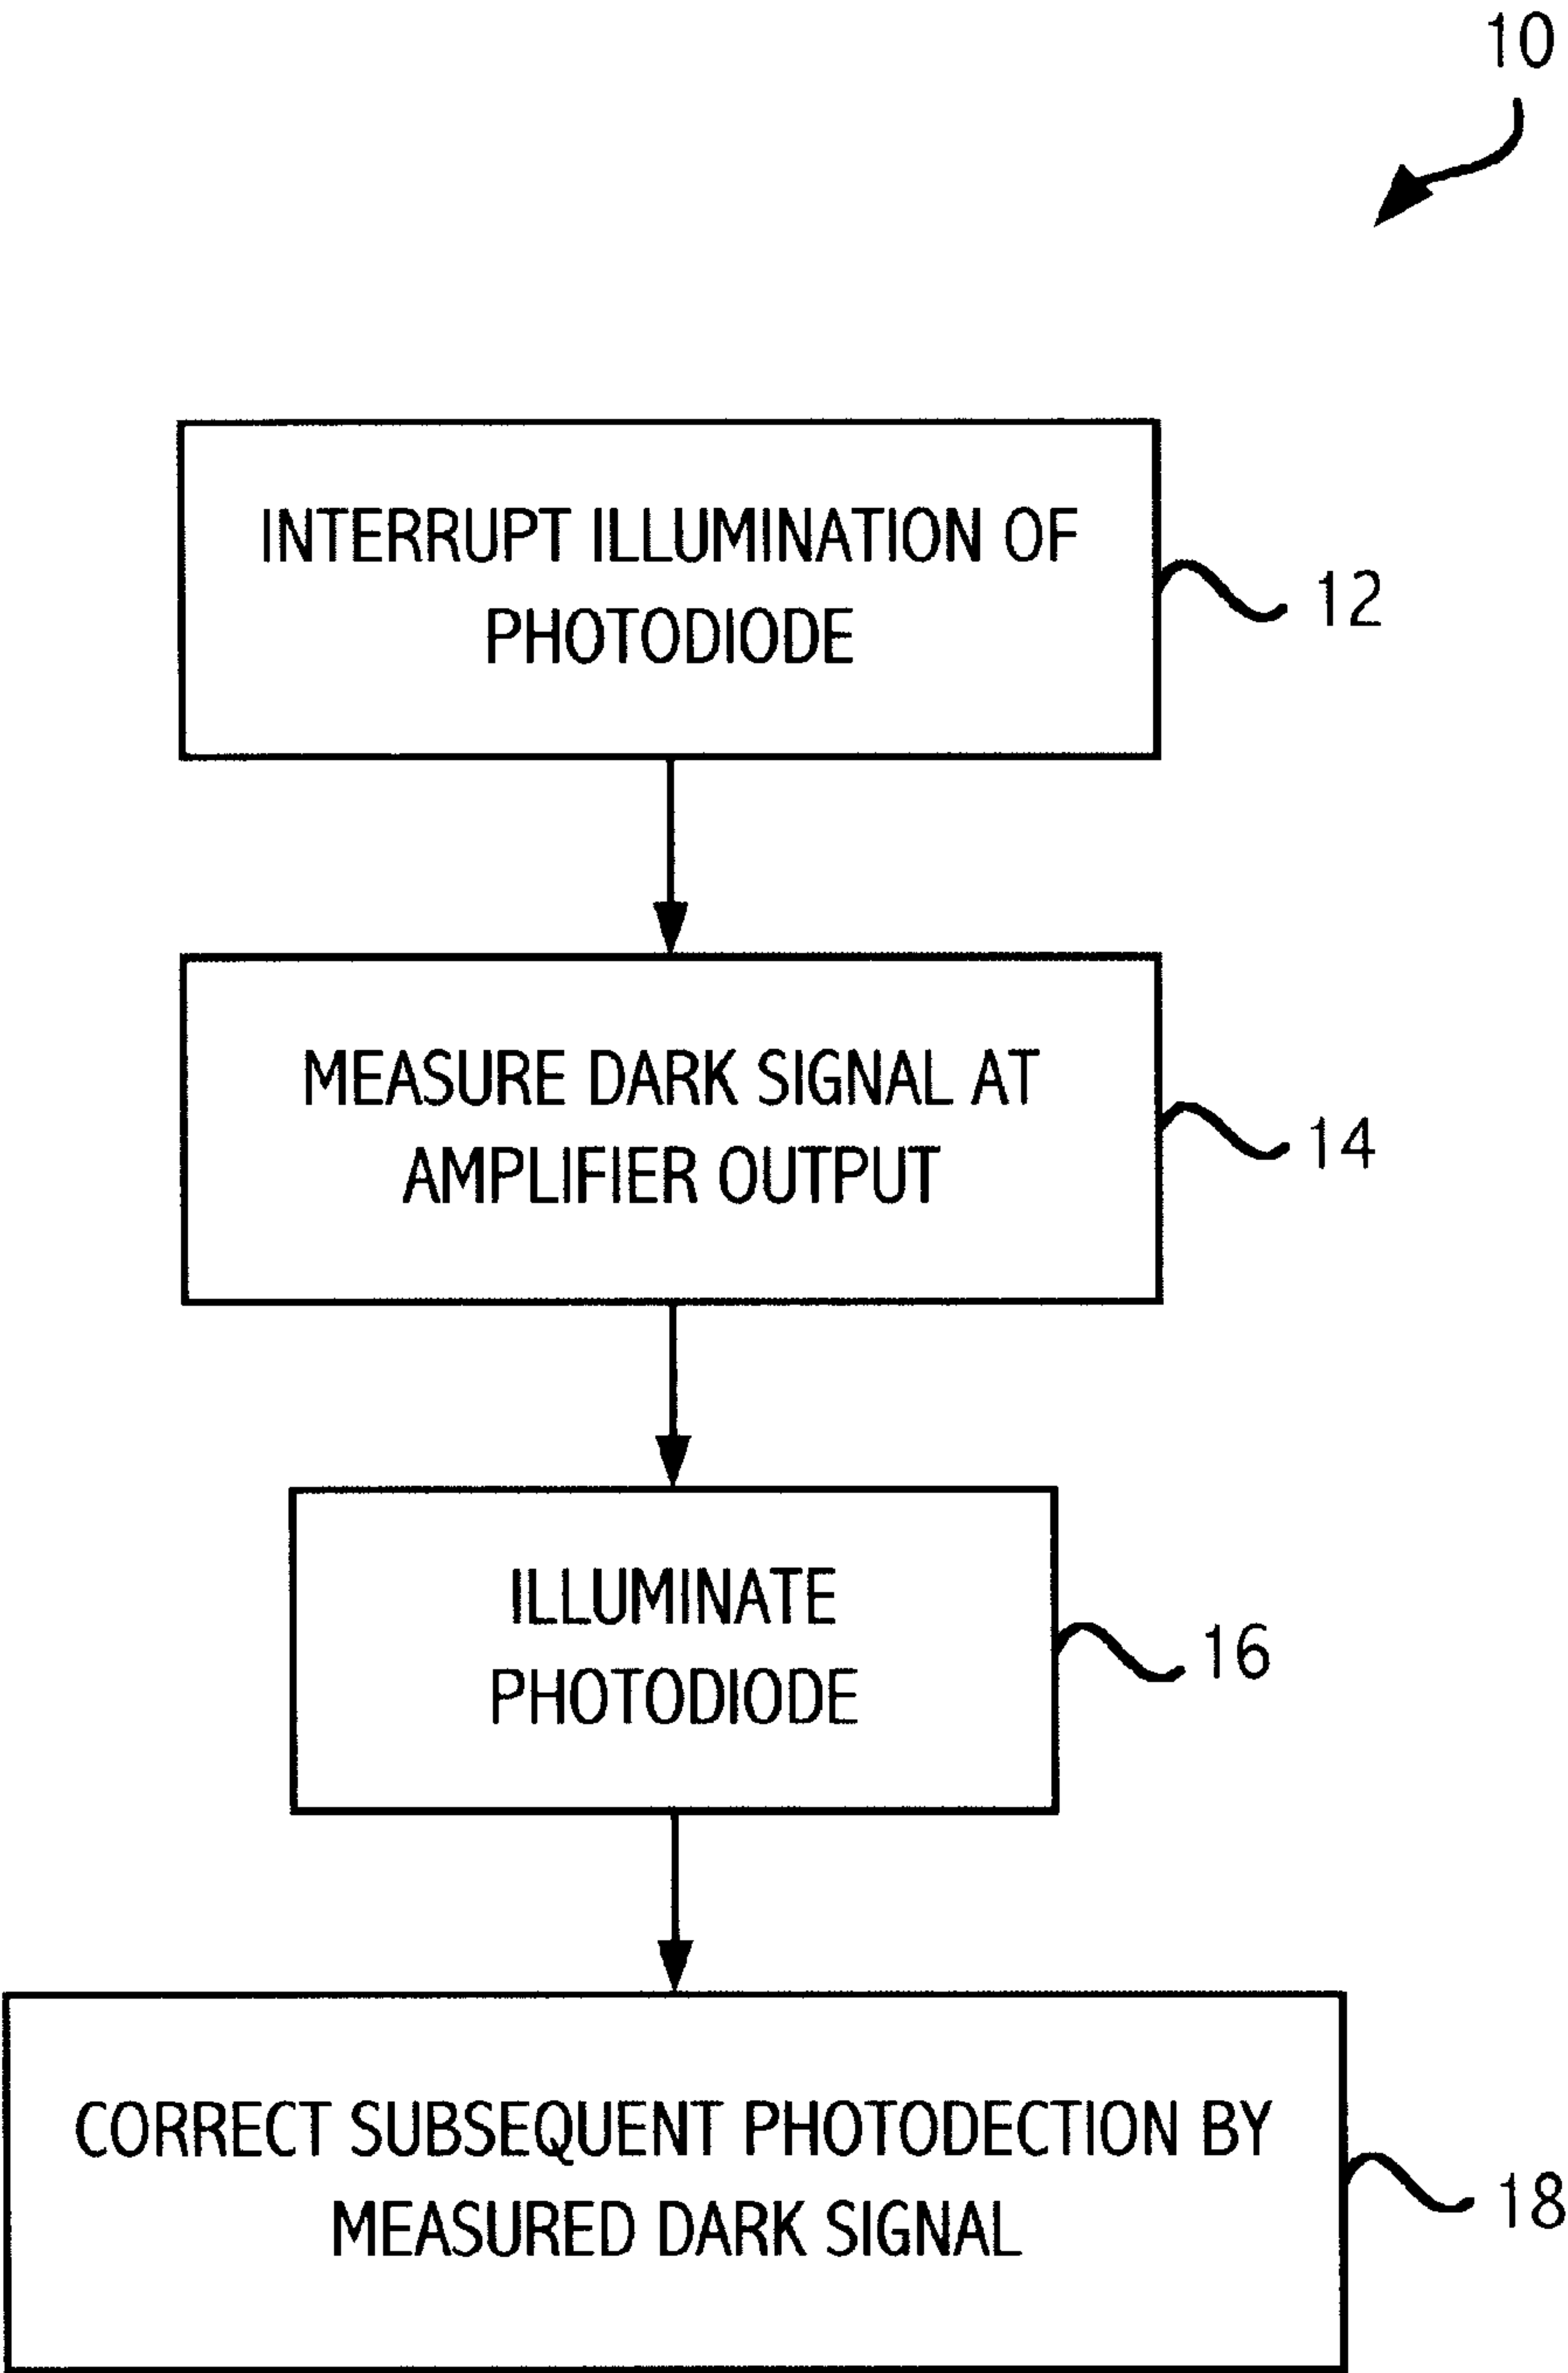 10
INTERRUPT ILLUMINATION OF
PHOTODIODE
12
MEASURE DARK SIGNAL AT
AMPLIFIER OUTPUT
14
ILLUMINATE
PHOTODIODE
16
CORRECT SUBSEQUENT PHOTODECTION BY
MEASURED DARK SIGNAL
18